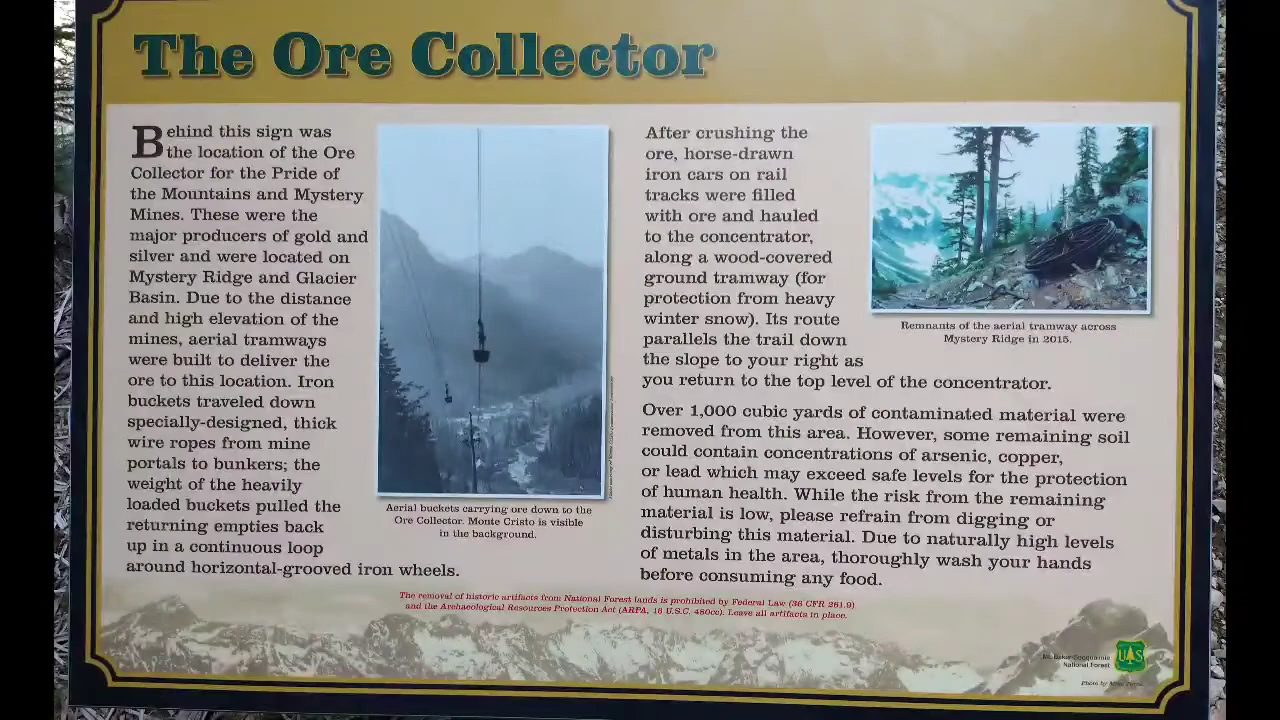 The Ore Collector
Behind this sign was
the location of the Ore
Collector for the Pride of
the Mountains and Mystery
Mines. These were the
major producers of gold and
silver and were located on
Mystery Ridge and Glacier
Basin. Due to the distance
and high elevation of the
mines, aerial tramways
were built to deliver the
ore to this location. Iron
buckets traveled down
specially-designed, thick
wire ropes from mine
portals to bunkers; the
weight of the heavily
loaded buckets pulled the
returning empties back
up in a continuous loop
around horizontal-grooved iron wheels.
Aerial buckets carrying ore down to the
Ore Collector. Monte Cristo is visible
in the background.
After crushing the
ore, horse-drawn
iron cars on rail
tracks were filled
with ore and hauled
to the concentrator,
along a wood-covered
ground tramway (for
protection from heavy
winter snow). Its route
parallels the trail down
the slope to your right as
you return to the top level of the concentrator.
Remnants of the aerial tramway across
Mystery Ridge in 2015.
Over 1,000 cubic yards of contaminated material were
removed from this area. However, some remaining soil
could contain concentrations of arsenic, copper,
or lead which may exceed safe levels for the protection
of human health. While the risk from the remaining
material is low, please refrain from digging or
disturbing this material. Due to naturally high levels
of metals in the area, thoroughly wash your hands
before consuming any food.
The removal of historic artifacts from National Forest lands is prohibited by Federal Law (36 CFR 261.9)
and the Archaeological Resources Protection Act (ARPA, 16 U.S.C. 480cc). Leave all artifacts in place.
Mt. Baker-Snoqualmie
National Forest
UAS
Photo by Mike